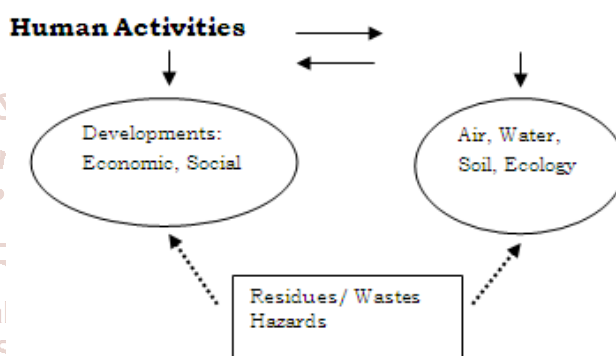 Human Activities
Developments:
Economic, Social
Air, Water,
Soil, Ecology
Residues/ Wastes
Hazards